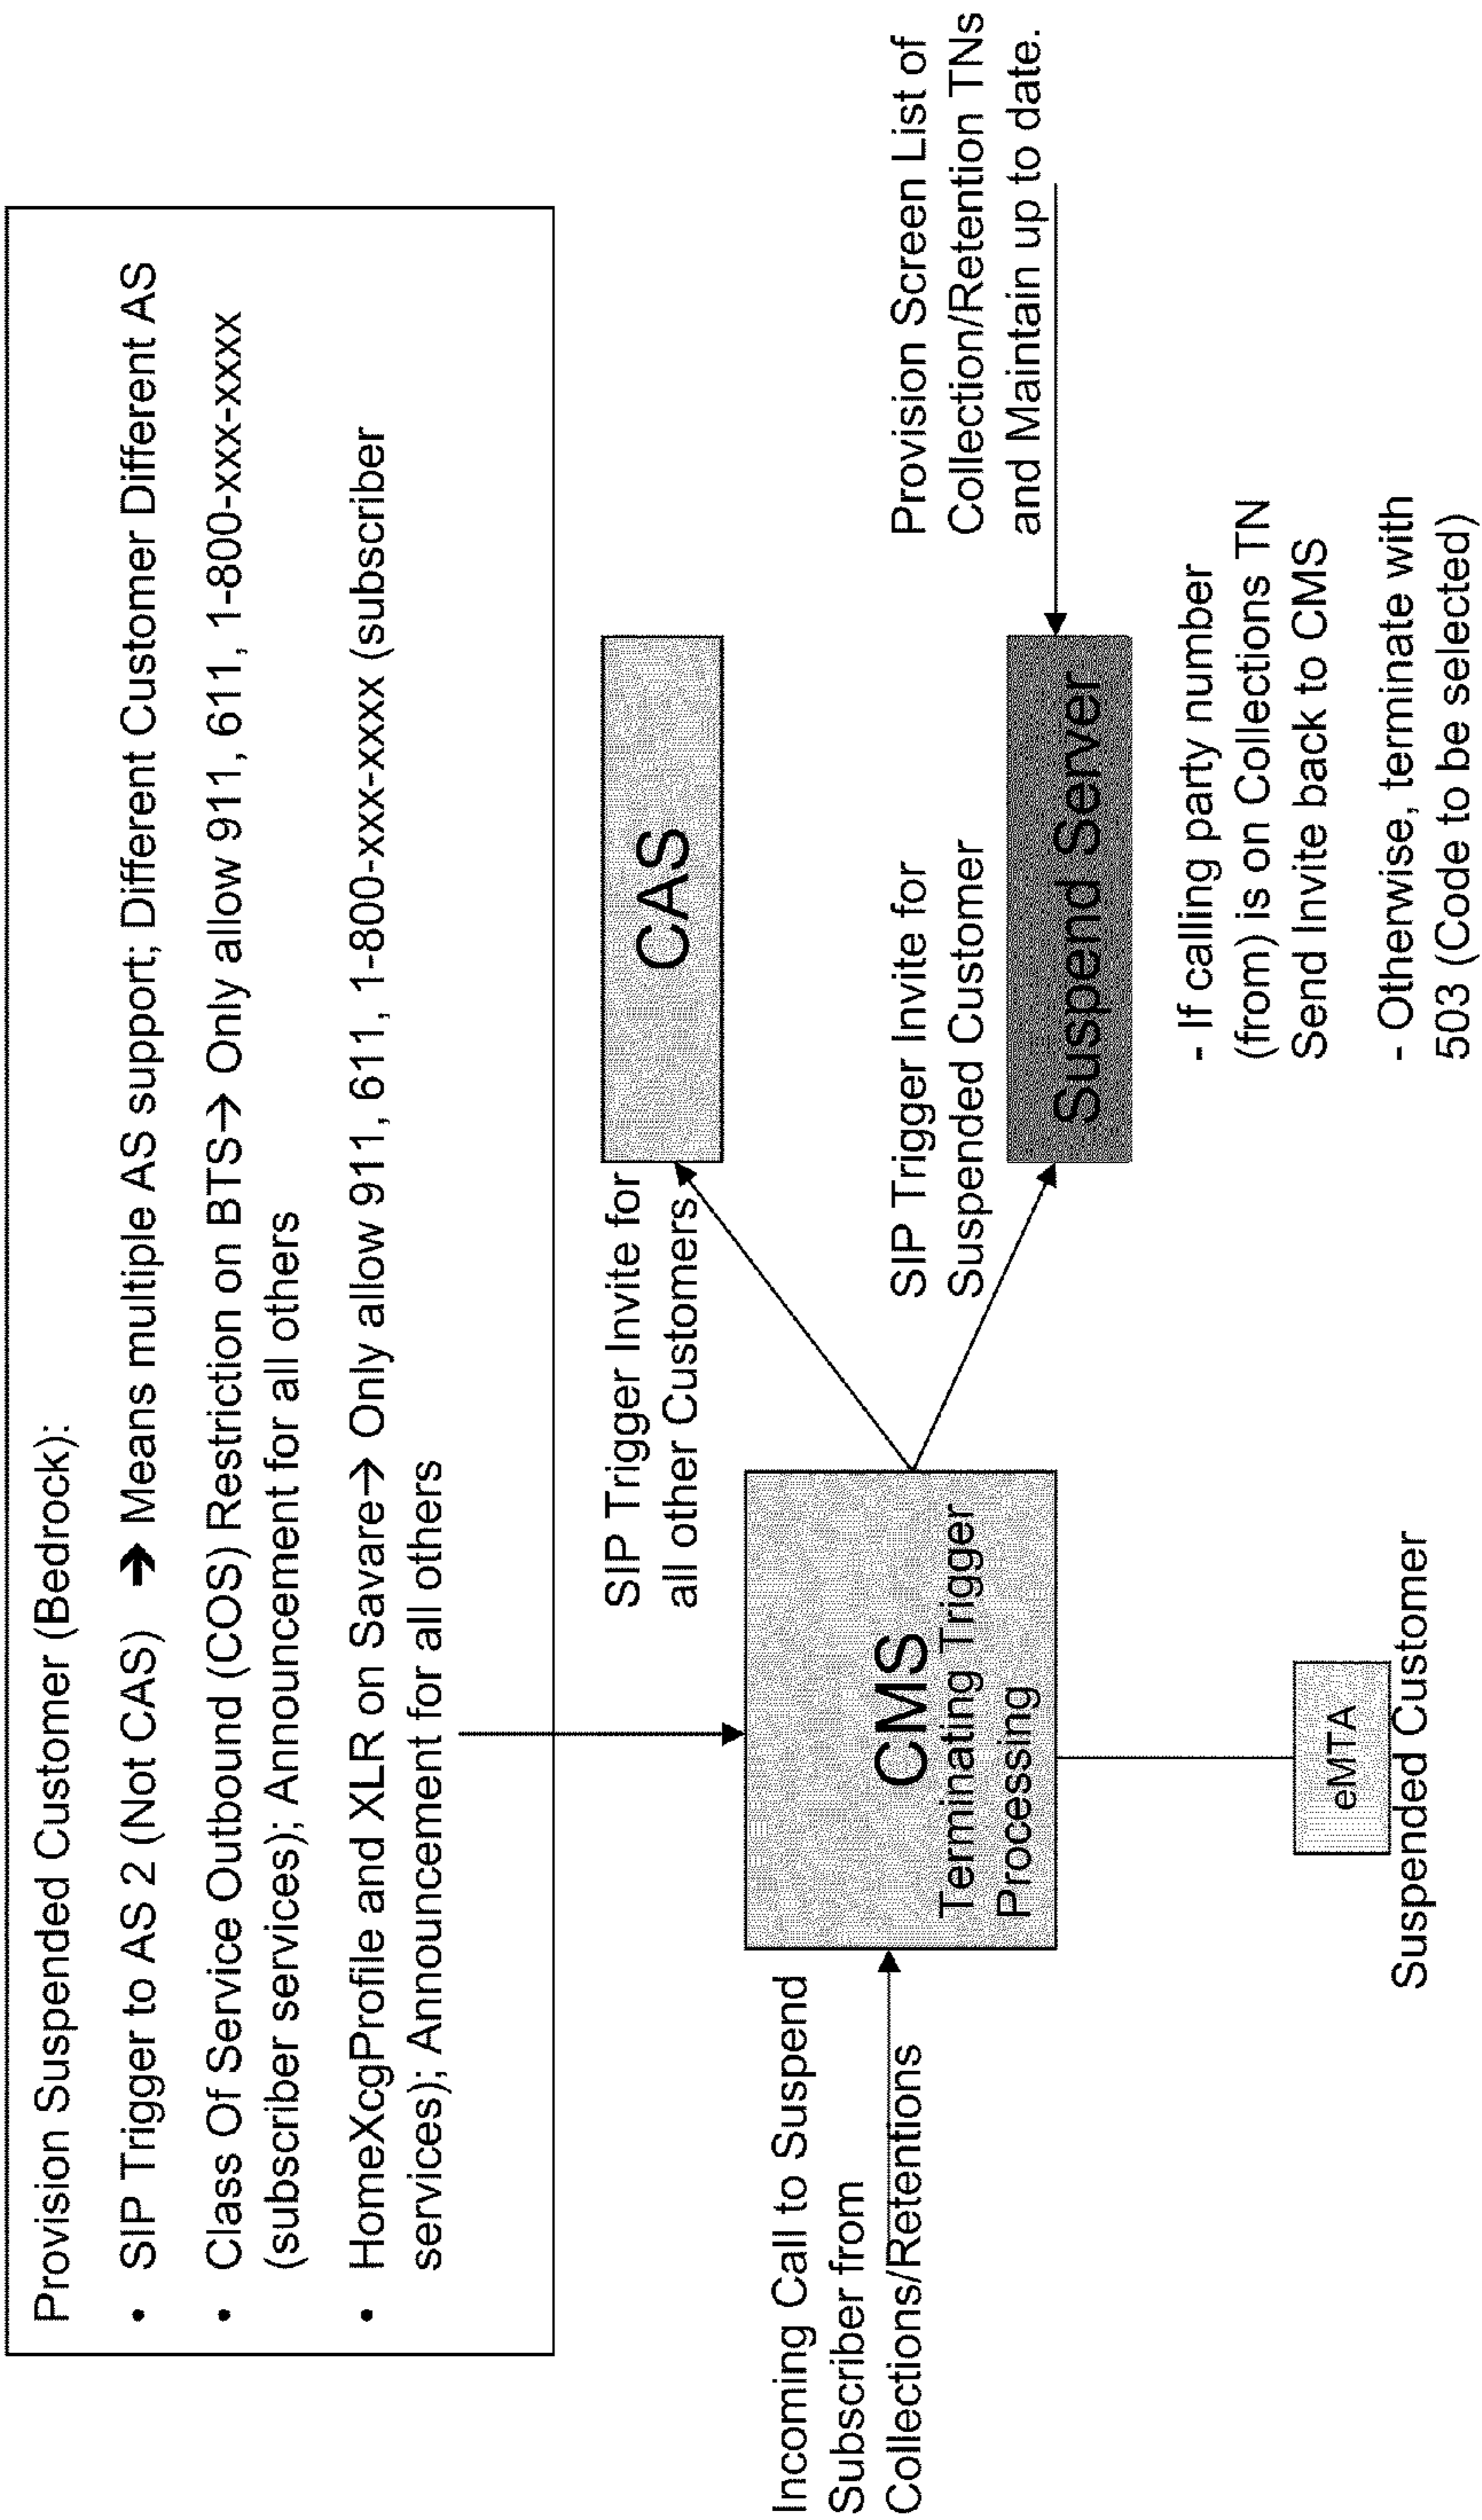 Provision Suspended Customer (Bedrock):
• SIP Trigger to AS 2 (Not CAS) → Means multiple AS support; Different Customer Different AS
• Class Of Service Outbound (COS) Restriction on BTS→ Only allow 911, 611, 1-800-xxx-xxxx
(subscriber services); Announcement for all others
• HomeXcgProfile and XLR on Savare→ Only allow 911, 611, 1-800-xxx-xxxx (subscriber
services); Announcement for all others
SIP Trigger Invite for
all other Customers
CAS
Incoming Call to Suspend
Subscriber from
Collections/Retentions
CMS
Terminating Trigger
Processing
SIP Trigger Invite for
Suspended Customer
Suspend Server
Provision Screen List of
Collection/Retention TNs
and Maintain up to date.
- If calling party number
(from) is on Collections TN
Send Invite back to CMS
- Otherwise, terminate with
503 (Code to be selected)
eMTA
Suspended Customer